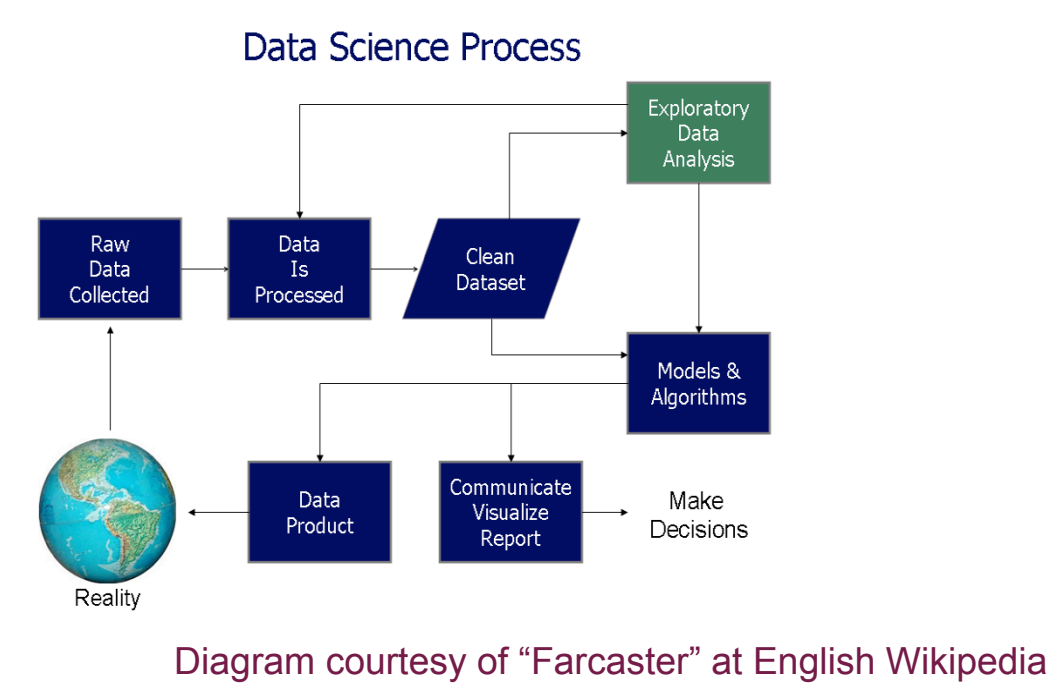 Data Science Process
Exploratory
Data
Analysis
Raw
Data
Collected
Data
Is
Processed
Clean
Dataset
Models &
Algorithms
Data
Product
Communicate
Visualize
Report
Make
Decisions
Reality
Diagram courtesy of “Farcaster” at English Wikipedia